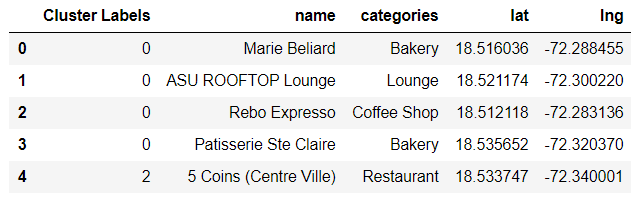 Cluster Labels name categories lat lng
0 0 Marie Beliard Bakery 18.516036 -72.288455
1 0 ASU ROOFTOP Lounge Lounge 18.521174 -72.300220
2 0 Rebo Expresso Coffee Shop 18.512118 -72.283136
3 0 Patisserie Ste Claire Bakery 18.535652 -72.320370
4 2 5 Coins (Centre Ville) Restaurant 18.533747 -72.340001